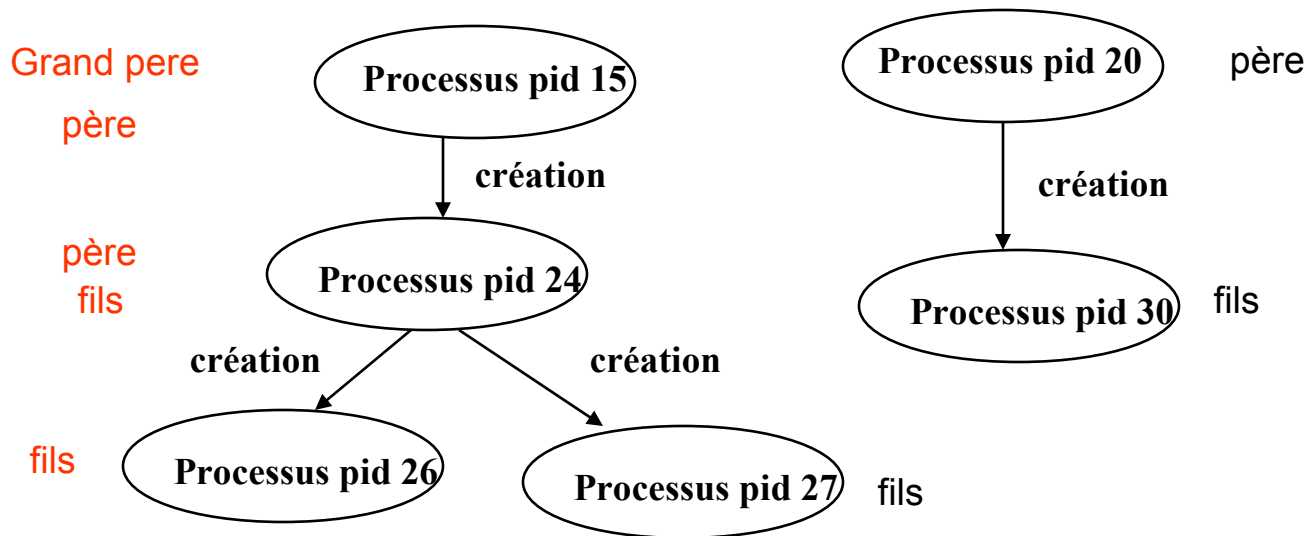 Grand pere
père
Processus pid 15
Processus pid 20
père
création
création
père
fils
Processus pid 24
Processus pid 30
fils
création
création
fils
Processus pid 26
Processus pid 27
fils